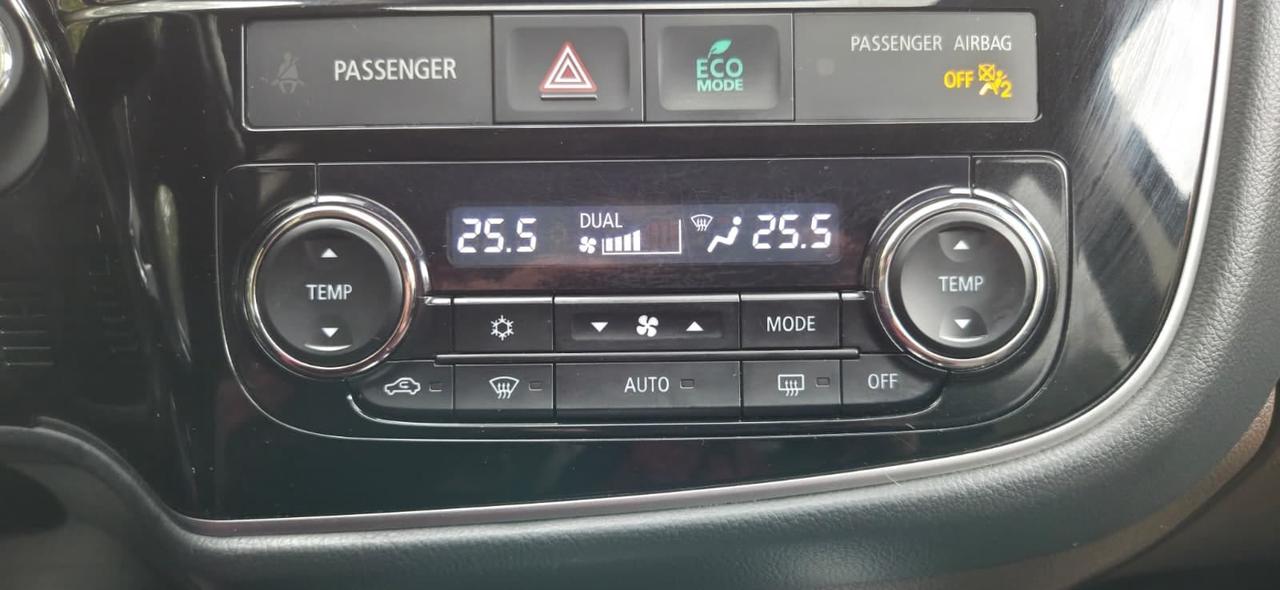 PASSENGER
ECO
MODE
PASSENGER AIRBAG
OFF 2
25.5 DUAL 25.5
TEMP
TEMP
MODE
AUTO
OFF